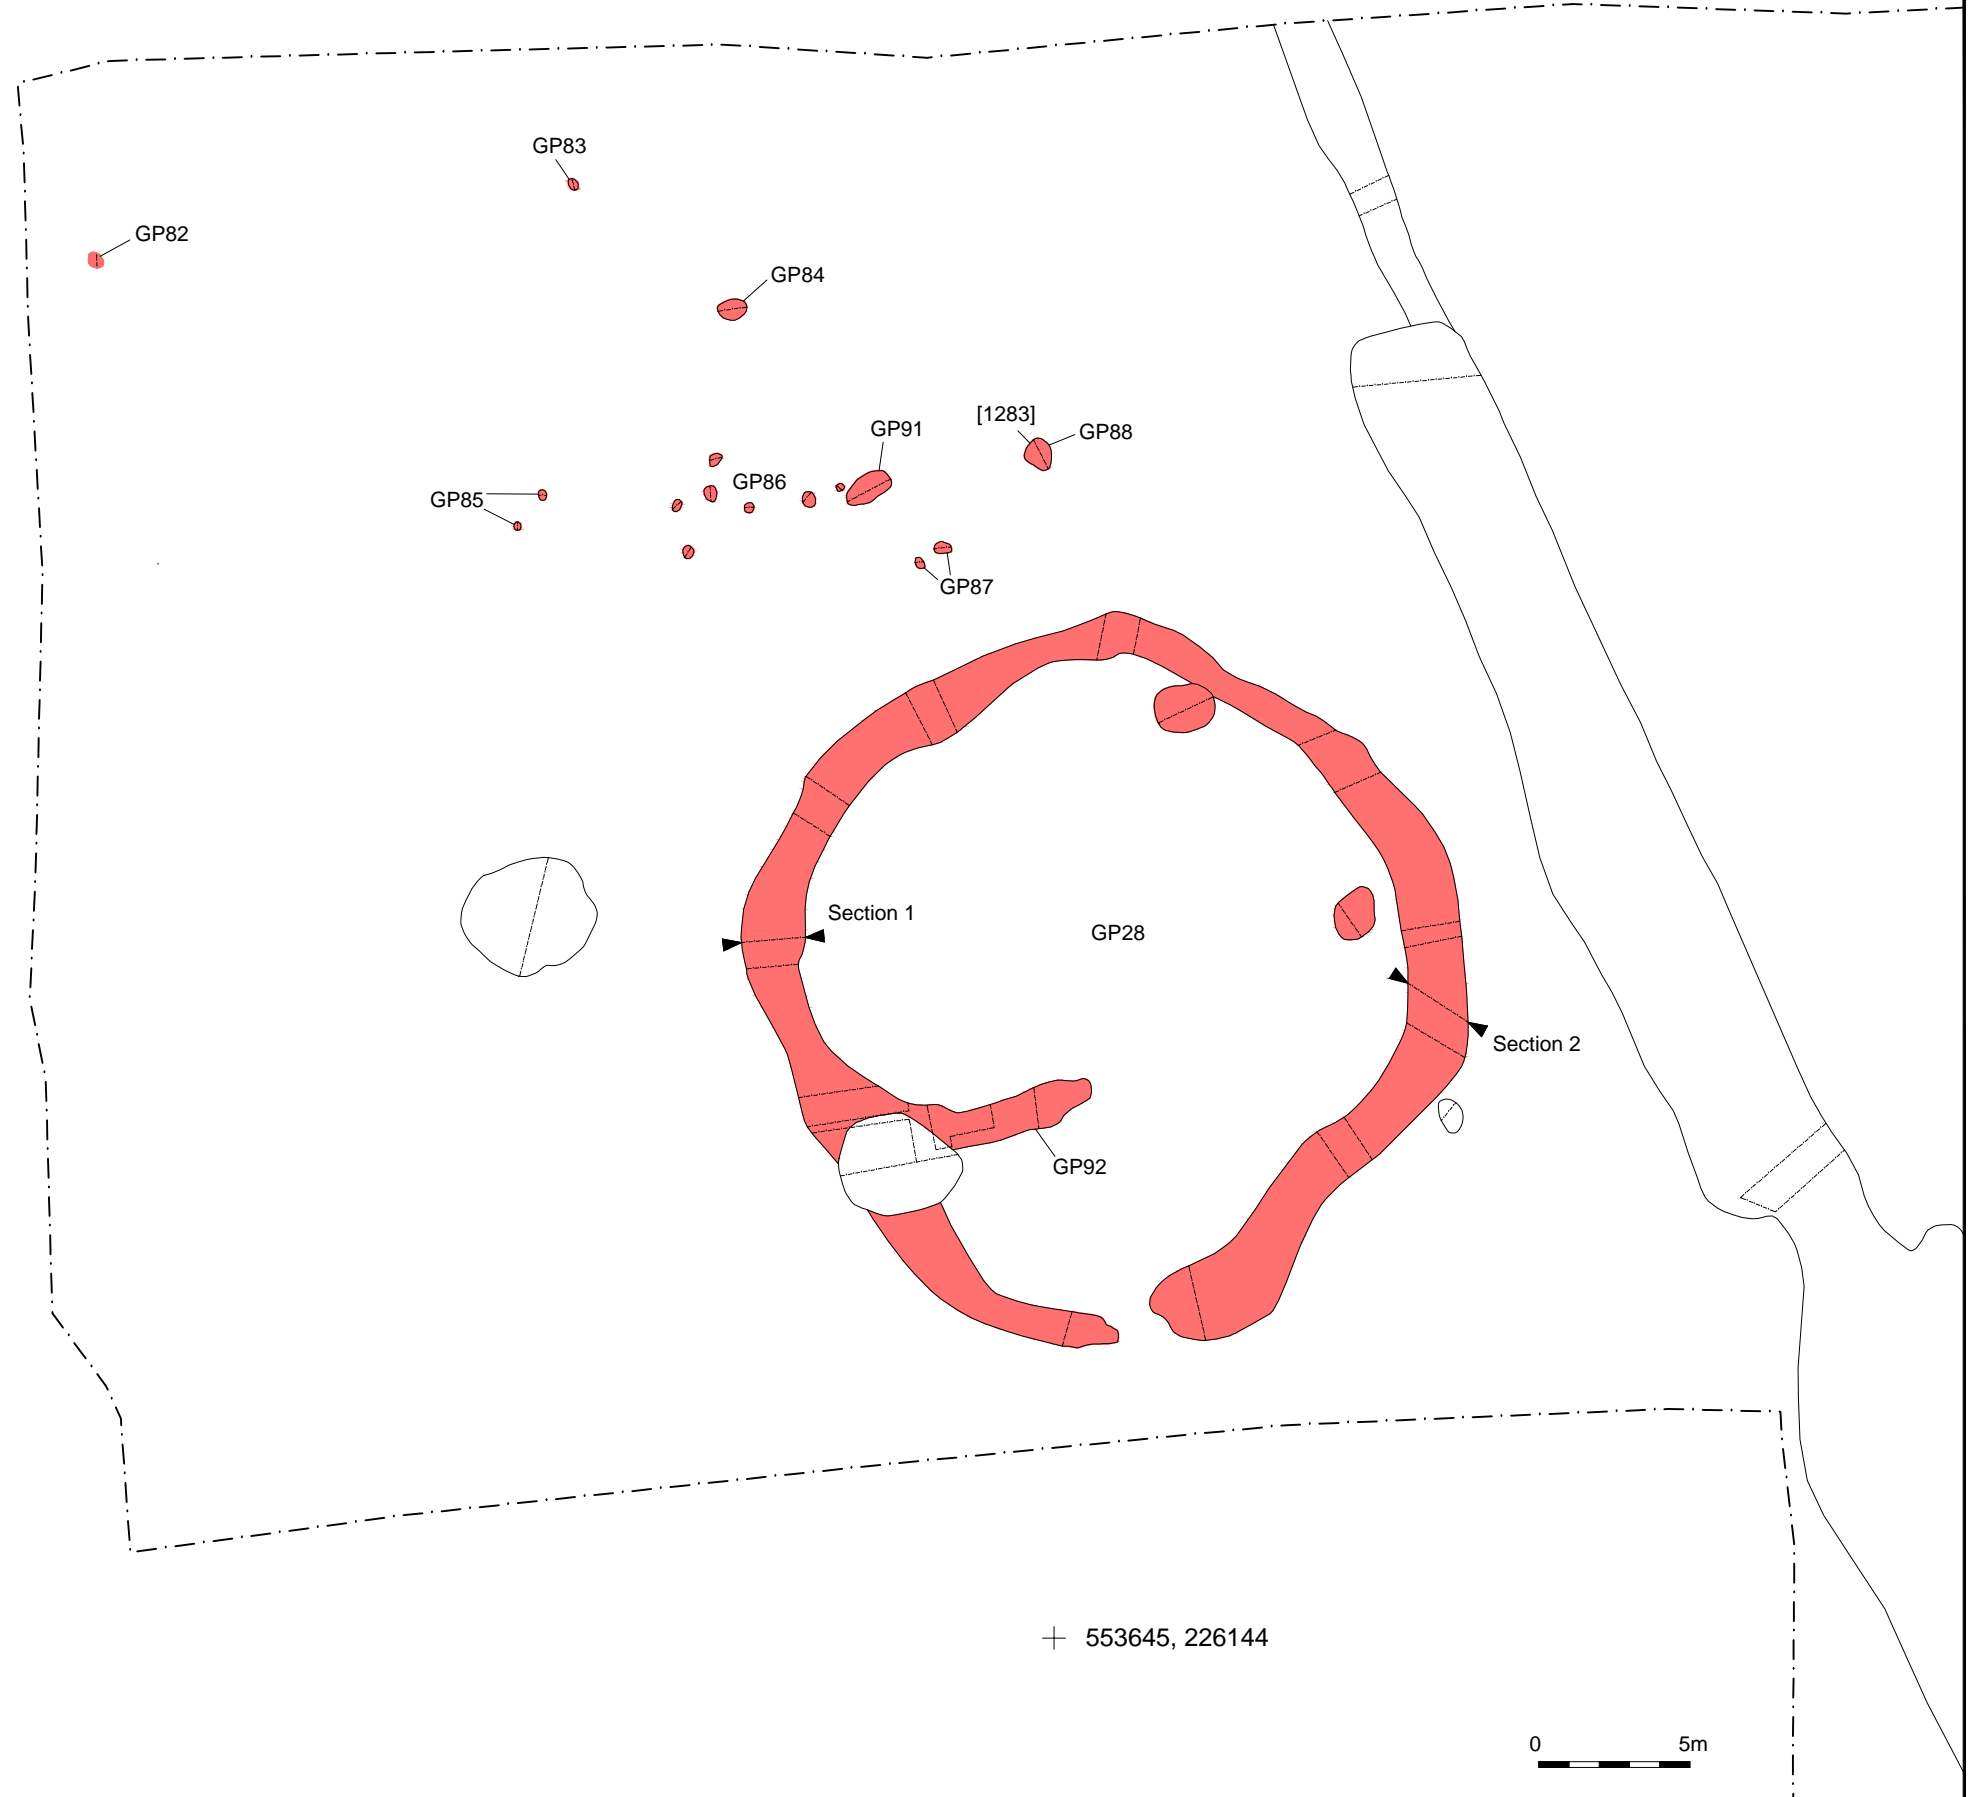 GP83
GP82
GP84
[1283]
GP91
GP88
GP86
GP85
GP87
Section 1
GP28
Section 2
GP92
553645, 226144
0 5m